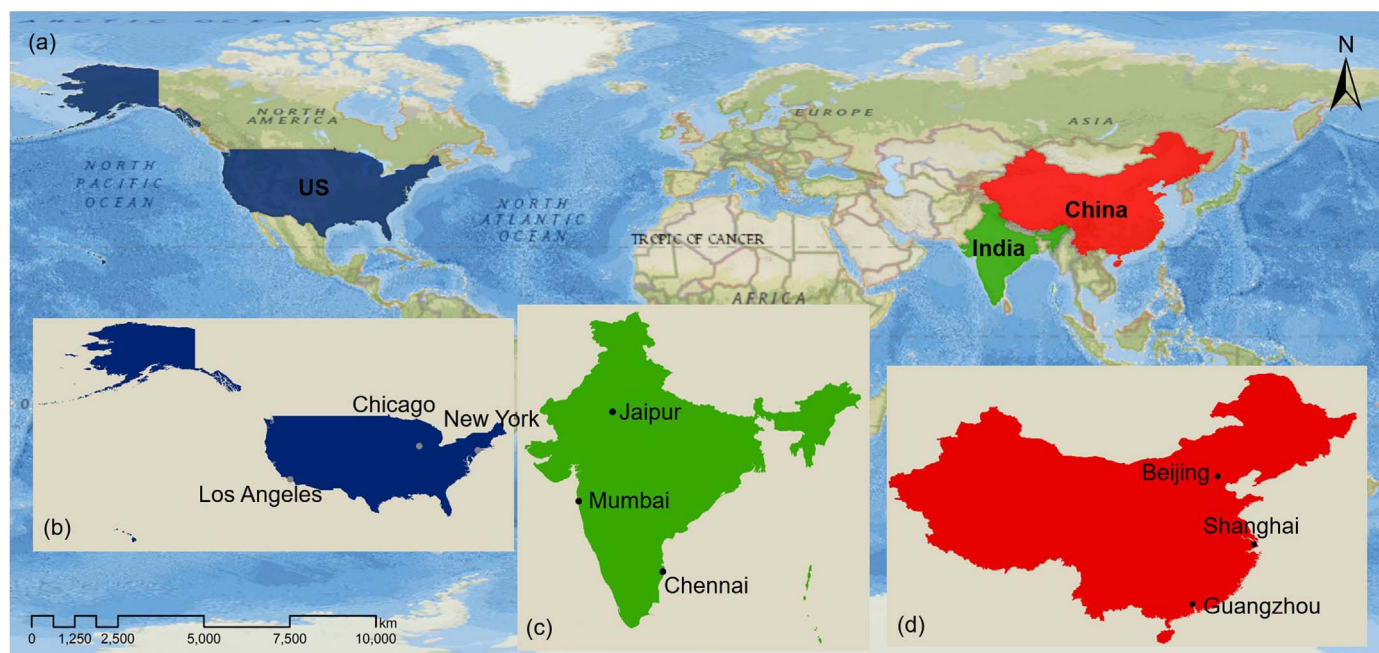 (a)
ARCTIC OCEAN
N
NORTH
AMERICA
EUROPE
ASIA
NORTH
PACIFIC
OCEAN
US
China
NORTH
ATLANTIC
OCEAN
TROPIC OF CANCER
India
AFRICA
Chicago
New York
Los Angeles
(b)
Jaipur
Mumbai
Chennai
(c)
Beijing
Shanghai
Guangzhou
(d)
0
km
0 1,250 2,500 5,000 7,500 10,000